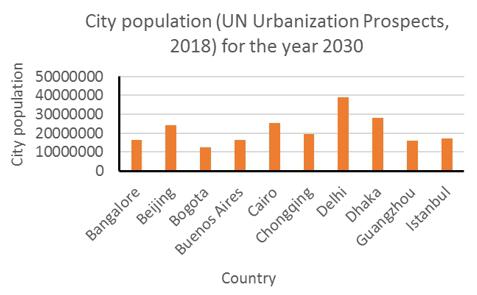 City population (UN Urbanization Prospects,
2018) for the year 2030
City population
50000000
40000000
30000000
20000000
10000000
0
Bangalore
Beijing
Bogota
Buenos Aires
Cairo
Chongqing
Delhi
Dhaka
Guangzhou
Istanbul
Country